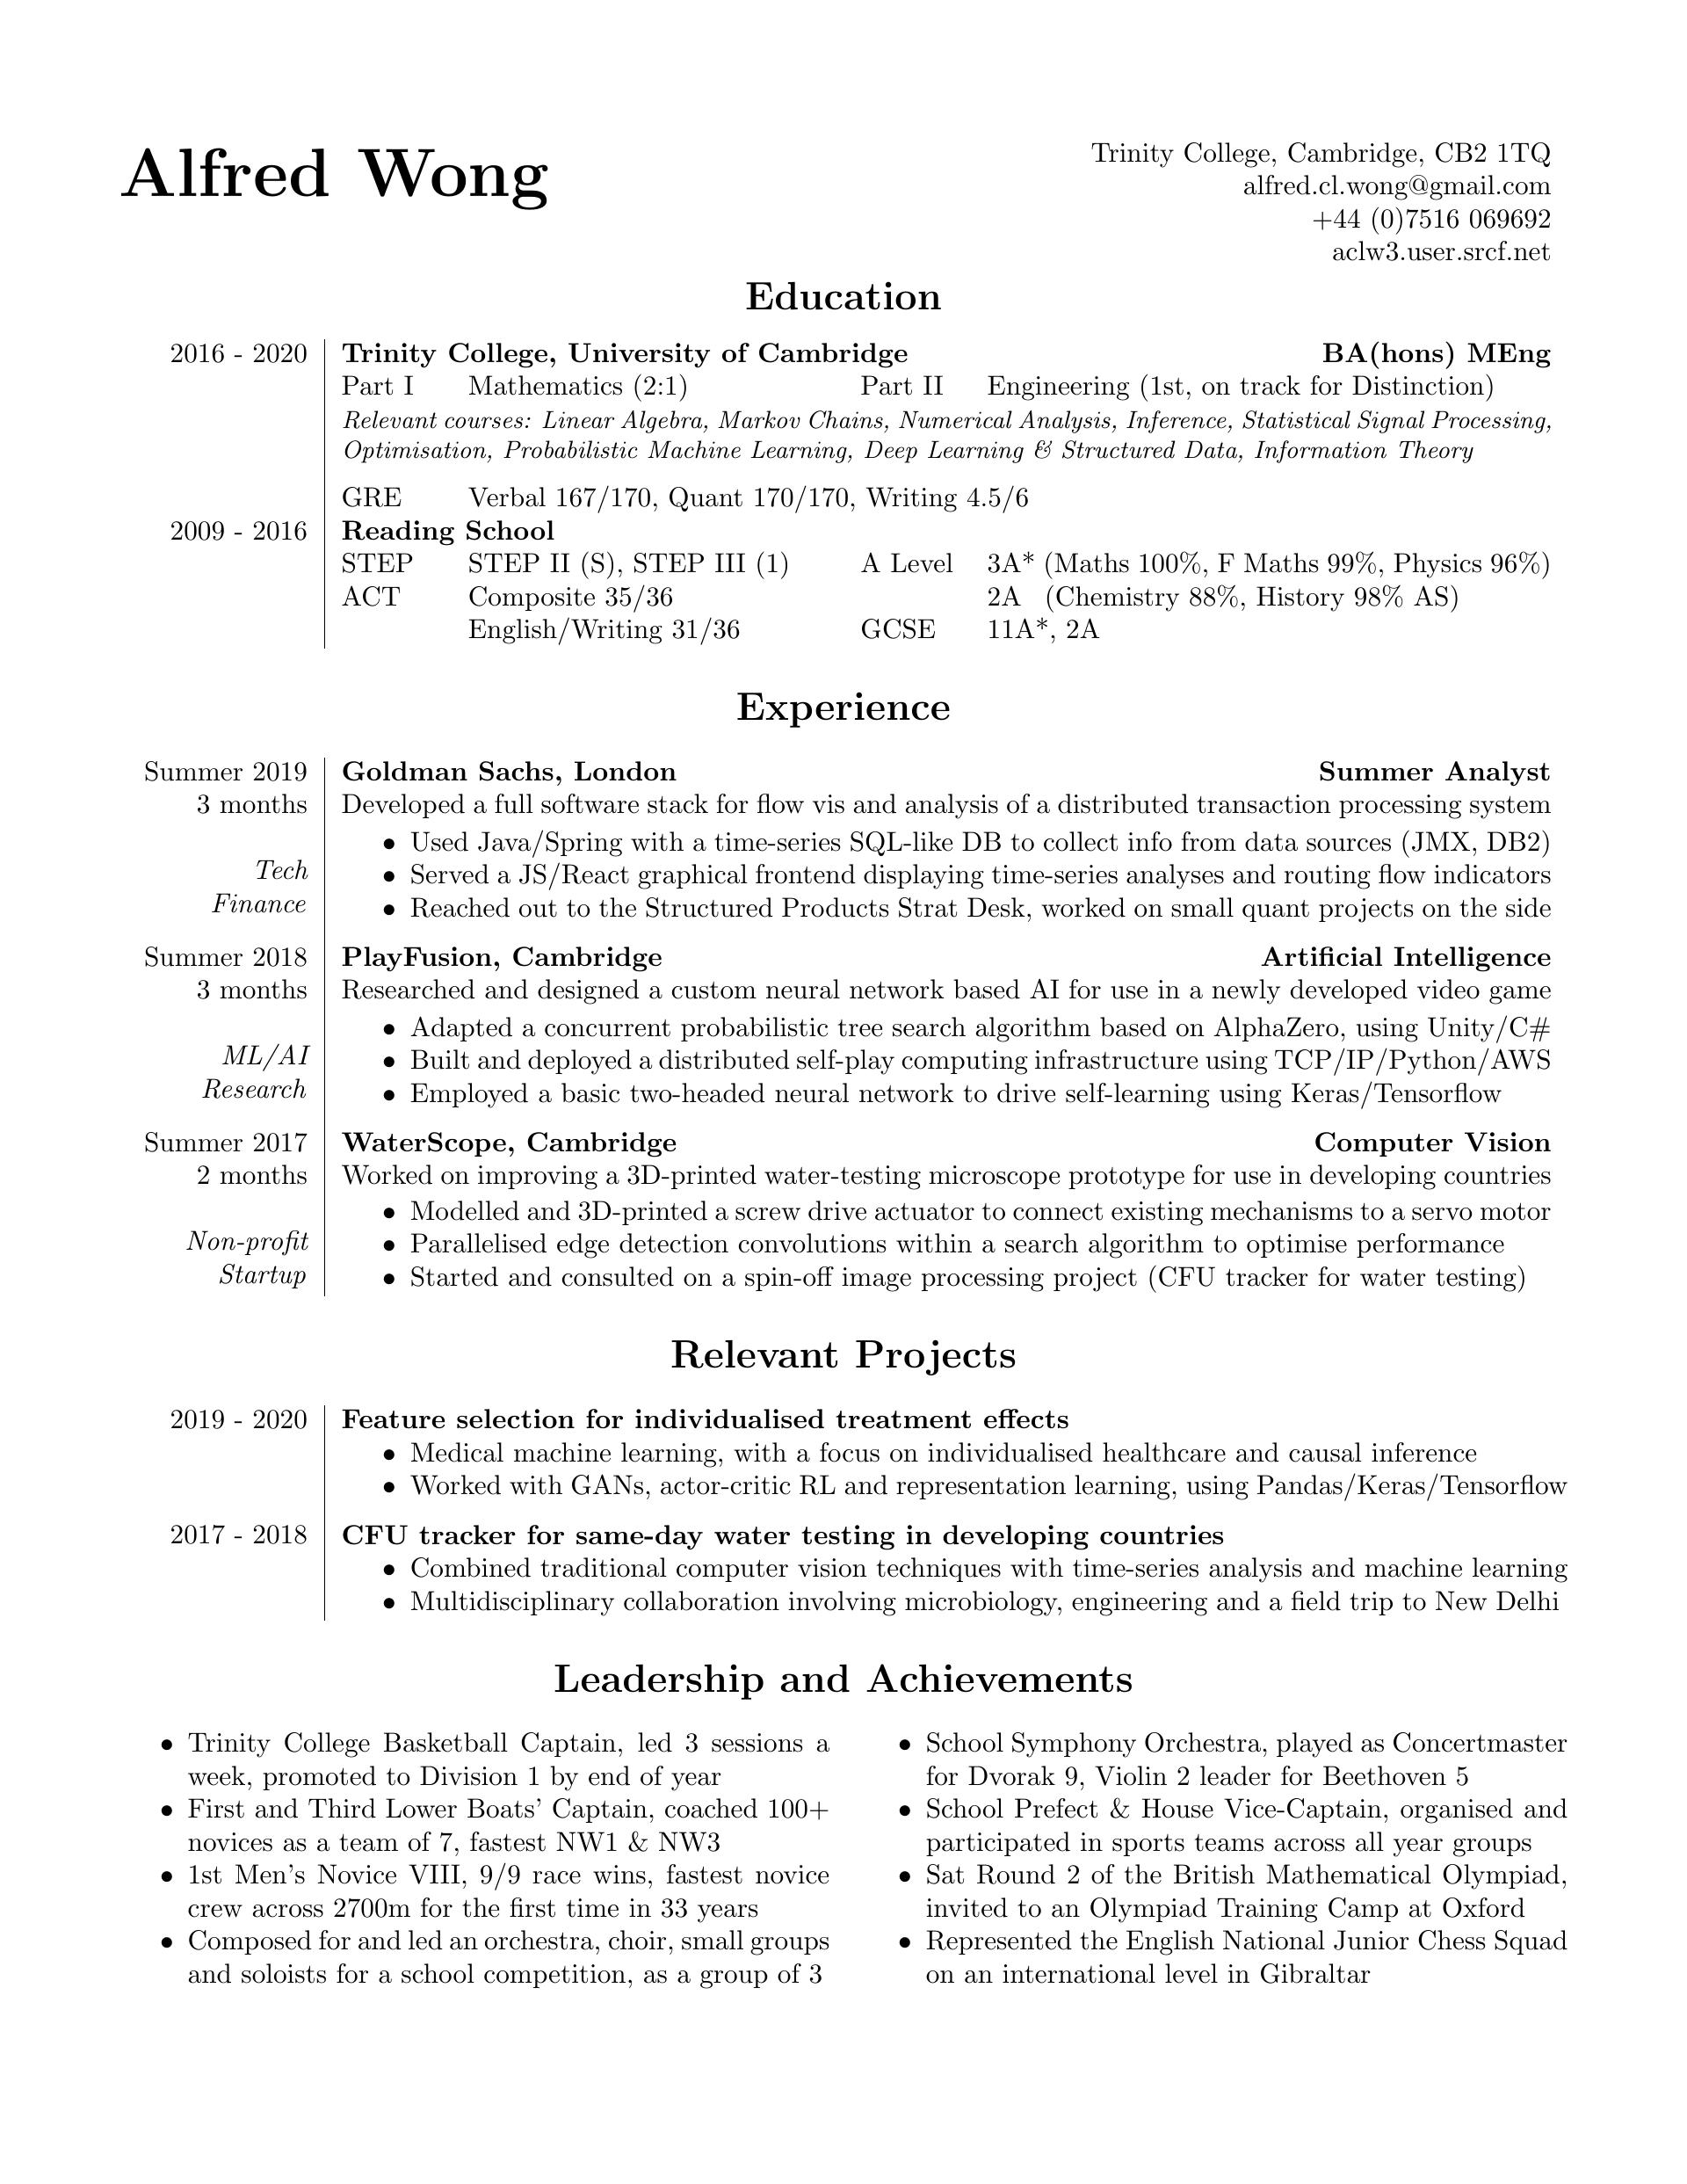 Alfred Wong
Trinity College, Cambridge, CB2 1TQ
alfred.cl.wong@gmail.com
+44 (0)7516 069692
aclw3.user.srcf.net
Education
2016 - 2020 Trinity College, University of Cambridge BA(hons) MEng
Part I Mathematics (2:1) Part II Engineering (1st, on track for Distinction)
Relevant courses: Linear Algebra, Markov Chains, Numerical Analysis, Inference, Statistical Signal Processing,
Optimisation, Probabilistic Machine Learning, Deep Learning & Structured Data, Information Theory
GRE Verbal 167/170, Quant 170/170, Writing 4.5/6
2009 - 2016 Reading School
STEP STEP II (S), STEP III (1) A Level 3A* (Maths 100%, F Maths 99%, Physics 96%)
ACT Composite 35/36 2A (Chemistry 88%, History 98% AS)
English/Writing 31/36 GCSE 11A*, 2A
Experience
Summer 2019 Goldman Sachs, London Summer Analyst
3 months Developed a full software stack for flow vis and analysis of a distributed transaction processing system
• Used Java/Spring with a time-series SQL-like DB to collect info from data sources (JMX, DB2)
Tech • Served a JS/React graphical frontend displaying time-series analyses and routing flow indicators
Finance • Reached out to the Structured Products Strat Desk, worked on small quant projects on the side
Summer 2018 PlayFusion, Cambridge Artificial Intelligence
3 months Researched and designed a custom neural network based AI for use in a newly developed video game
• Adapted a concurrent probabilistic tree search algorithm based on AlphaZero, using Unity/C#
ML/AI • Built and deployed a distributed self-play computing infrastructure using TCP/IP/Python/AWS
Research • Employed a basic two-headed neural network to drive self-learning using Keras/Tensorflow
Summer 2017 WaterScope, Cambridge Computer Vision
2 months Worked on improving a 3D-printed water-testing microscope prototype for use in developing countries
• Modelled and 3D-printed a screw drive actuator to connect existing mechanisms to a servo motor
Non-profit • Parallelised edge detection convolutions within a search algorithm to optimise performance
Startup • Started and consulted on a spin-off image processing project (CFU tracker for water testing)
Relevant Projects
2019 - 2020 Feature selection for individualised treatment effects
• Medical machine learning, with a focus on individualised healthcare and causal inference
• Worked with GANs, actor-critic RL and representation learning, using Pandas/Keras/Tensorflow
2017 - 2018 CFU tracker for same-day water testing in developing countries
• Combined traditional computer vision techniques with time-series analysis and machine learning
• Multidisciplinary collaboration involving microbiology, engineering and a field trip to New Delhi
Leadership and Achievements
• Trinity College Basketball Captain, led 3 sessions a
week, promoted to Division 1 by end of year
• First and Third Lower Boats' Captain, coached 100+
novices as a team of 7, fastest NW1 & NW3
• 1st Men's Novice VIII, 9/9 race wins, fastest novice
crew across 2700m for the first time in 33 years
• Composed for and led an orchestra, choir, small groups
and soloists for a school competition, as a group of 3
• School Symphony Orchestra, played as Concertmaster
for Dvorak 9, Violin 2 leader for Beethoven 5
• School Prefect & House Vice-Captain, organised and
participated in sports teams across all year groups
• Sat Round 2 of the British Mathematical Olympiad,
invited to an Olympiad Training Camp at Oxford
• Represented the English National Junior Chess Squad
on an international level in Gibraltar